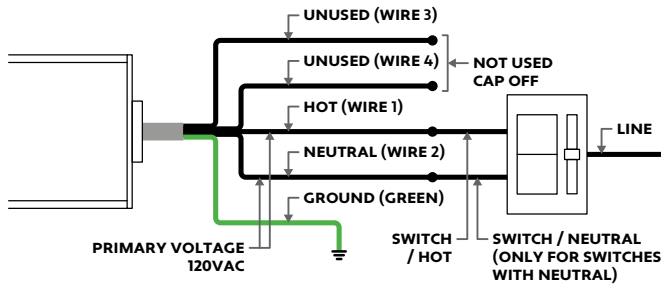 UNUSED (WIRE 3)
UNUSED (WIRE 4)
NOT USED
CAP OFF
HOT (WIRE 1)
LINE
NEUTRAL (WIRE 2)
GROUND (GREEN)
PRIMARY VOLTAGE
120VAC
SWITCH
/ HOT
SWITCH / NEUTRAL
(ONLY FOR SWITCHES
WITH NEUTRAL)